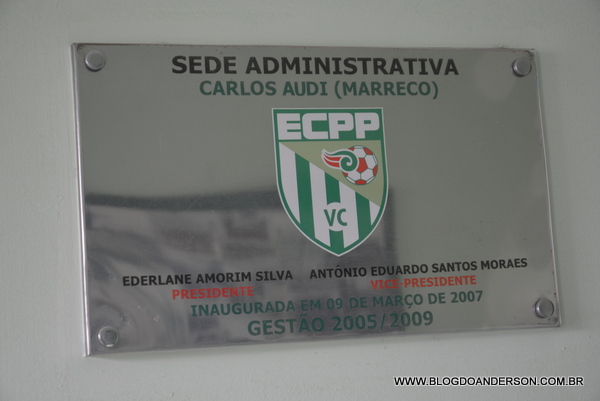 SEDE ADMINISTRATIVA
CARLOS AUDI (MARRECO)
ECPP
VC
EDERLANE AMORIM SILVA ANTÔNIO EDUARDO SANTOS MORAES
PRESIDENTE VICE-PRESIDENTE
INAUGURADA EM 09 DE MARÇO DE 2007
GESTÃO 2005/2009
WWW.BLOGDOANDERSON.COM.BR